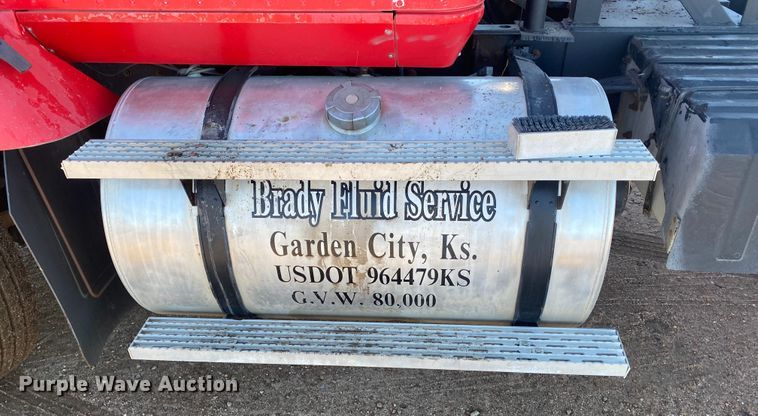 Brady Fluid Service
Garden City, Ks.
USDOT 964479KS
G.V.W. 80,000
Purple Wave Auction